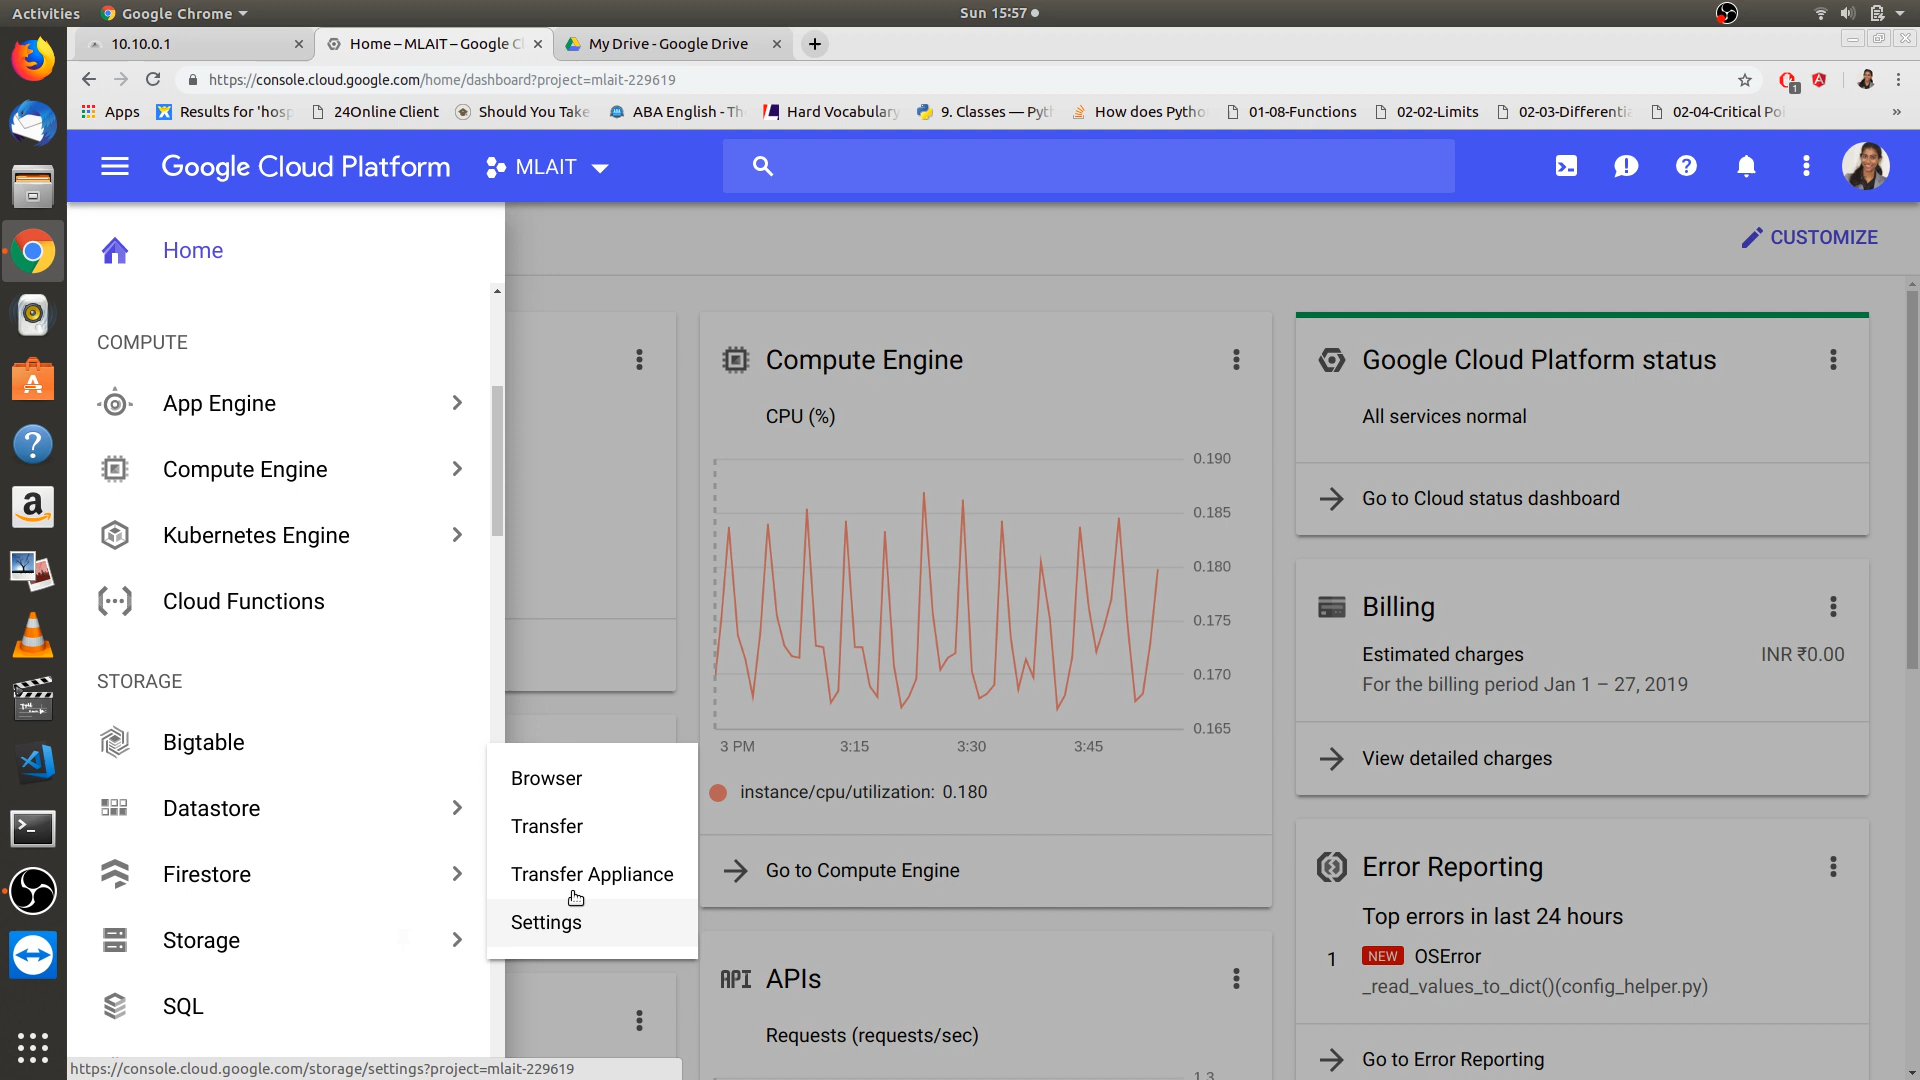 Activities
Google Chrome
Sun 15:57
10.10.0.1
Home – MLAIT – Google Cl
My Drive - Google Drive
https://console.cloud.google.com/home/dashboard?project=mlait-229619
1
Apps
Results for 'hosp
24Online Client
Should You Take
ABA English - Th
Hard Vocabulary
9. Classes — Pyth
How does Pytho
01-08-Functions
02-02-Limits
02-03-Differentia
02-04-Critical Poi
»
Google Cloud Platform
MLAIT
Home
CUSTOMIZE
COMPUTE
App Engine
Compute Engine
Kubernetes Engine
Cloud Functions
STORAGE
Bigtable
Datastore
Firestore
Storage
SQL
Browser
Transfer
Transfer Appliance
Settings
Compute Engine
CPU (%)
0.190
0.185
0.180
0.175
0.170
0.165
3 PM
3:15
3:30
3:45
instance/cpu/utilization: 0.180
Go to Compute Engine
API
APIs
Requests (requests/sec)
1.3
Google Cloud Platform status
All services normal
Go to Cloud status dashboard
Billing
Estimated charges
INR ₹0.00
For the billing period Jan 1 – 27, 2019
View detailed charges
Error Reporting
Top errors in last 24 hours
1
NEW
OSError
_read_values_to_dict()(config_helper.py)
Go to Error Reporting
https://console.cloud.google.com/storage/settings?project=mlait-229619